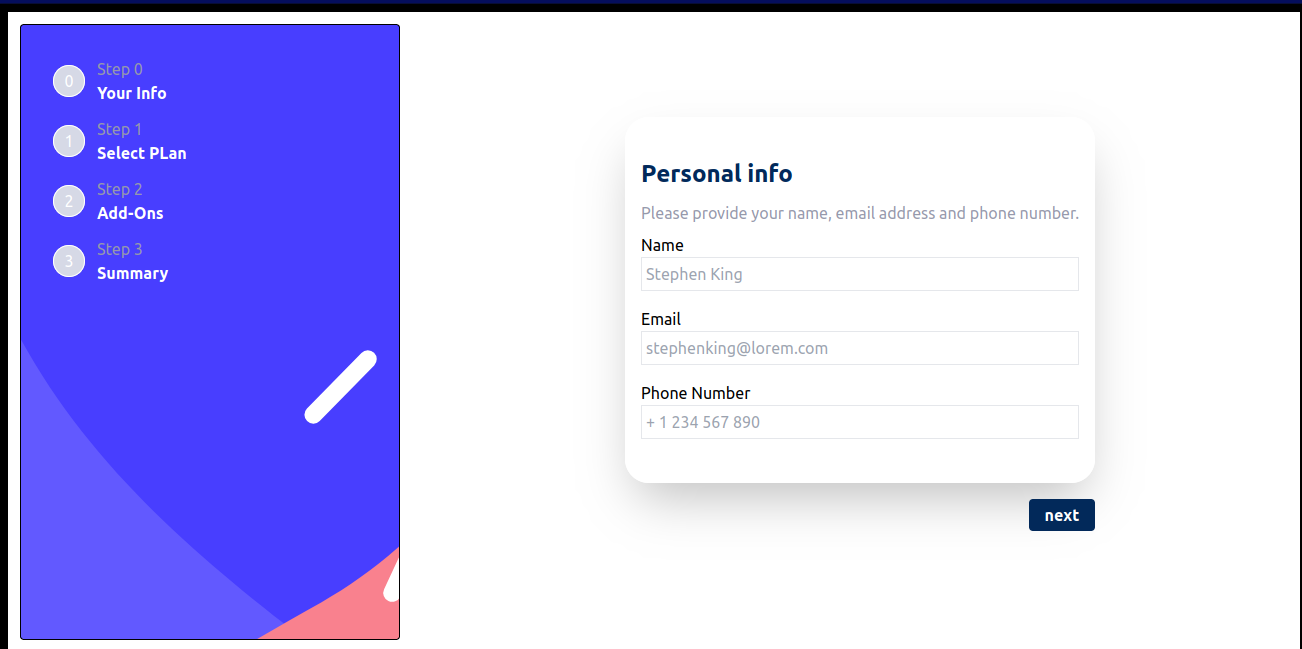 0
Step 0
Your Info
1
Step 1
Select PLan
2
Step 2
Add-Ons
3
Step 3
Summary
Personal info
Please provide your name, email address and phone number.
Name
Stephen King
Email
stephenking@lorem.com
Phone Number
+ 1 234 567 890
next